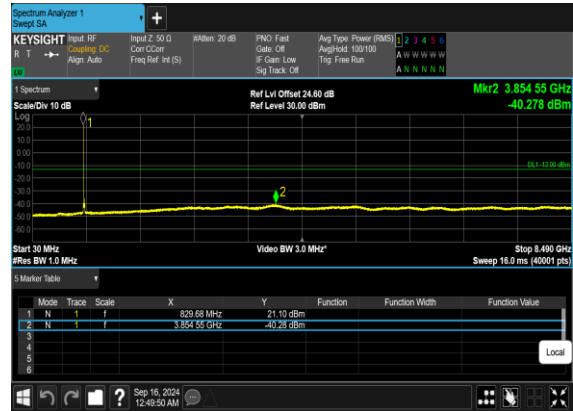 Spectrum Analyzer 1
Swept SA
+
KEYSIGHT Input: RF Input Z: 50 Ω #Atten: 20 dB PNO: Fast Avg Type: Power (RMS) 1 2 3 4 5 6
R T Coupling: DC Corr CCorr Gate: Off Avg|Hold: 100/100 A W W W W W
Align: Auto Freq Ref: Int (S) IF Gain: Low Trig: Free Run
Sig Track: Off A N N N N N
LXI
1 Spectrum Ref Lvl Offset 24.60 dB Mkr2 3.854 55 GHz
Scale/Div 10 dB Ref Level 30.00 dBm -40.278 dBm
Log
20.0
10.0
0.00
-10.0
-20.0
-30.0
-40.0
-50.0
-60.0
1
2
DL1 -13.00 dBm
Start 30 MHz Video BW 3.0 MHz* Stop 8.490 GHz
#Res BW 1.0 MHz Sweep 16.0 ms (40001 pts)
5 Marker Table
Mode Trace Scale X Y Function Function Width Function Value
1 N 1 f 829.68 MHz 21.10 dBm
2 N 1 f 3.854 55 GHz -40.28 dBm
3
4
5
6
Local
? Sep 16, 2024
12:49:50 AM